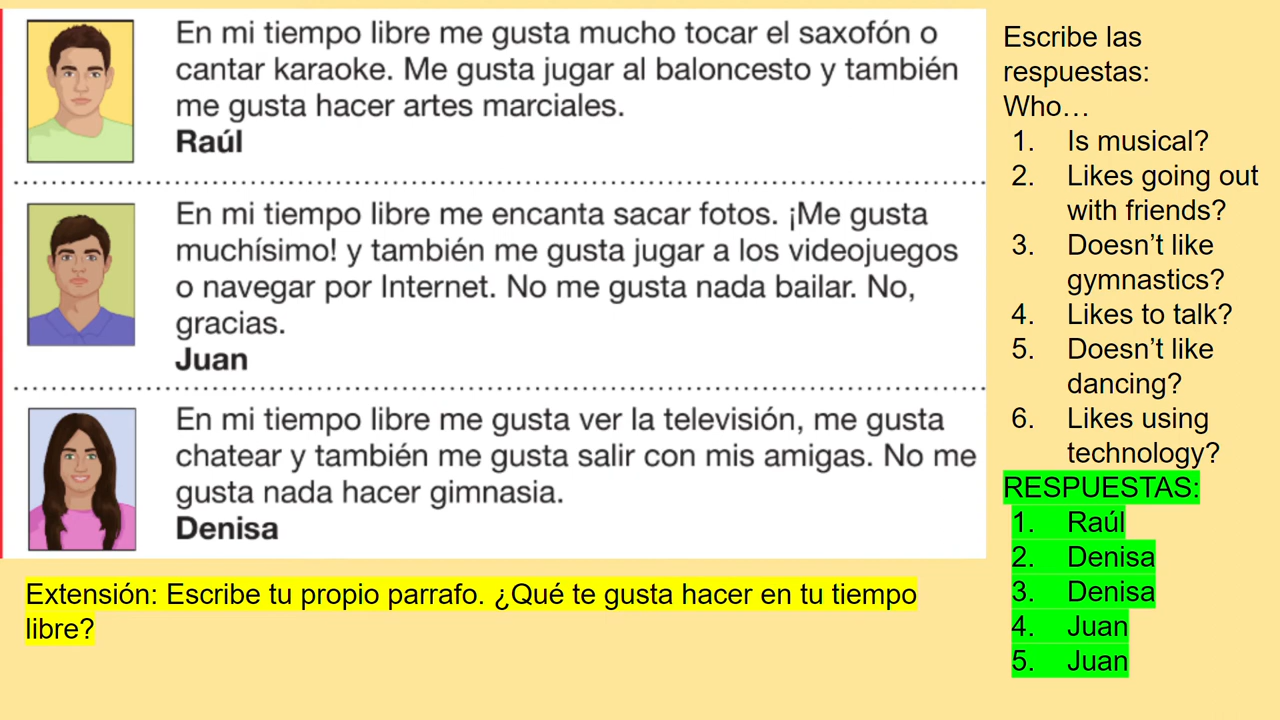 En mi tiempo libre me gusta mucho tocar el saxofón o
cantar karaoke. Me gusta jugar al baloncesto y también
me gusta hacer artes marciales.
Raúl
En mi tiempo libre me encanta sacar fotos. ¡Me gusta
muchísimo! y también me gusta jugar a los videojuegos
o navegar por Internet. No me gusta nada bailar. No,
gracias.
Juan
En mi tiempo libre me gusta ver la televisión, me gusta
chatear y también me gusta salir con mis amigas. No me
gusta nada hacer gimnasia.
Denisa
Extensión: Escribe tu propio parrafo. ¿Qué te gusta hacer en tu tiempo
libre?
Escribe las
respuestas:
Who…
1. Is musical?
2. Likes going out
with friends?
3. Doesn’t like
gymnastics?
4. Likes to talk?
5. Doesn’t like
dancing?
6. Likes using
technology?
RESPUESTAS:
1. Raúl
2. Denisa
3. Denisa
4. Juan
5. Juan